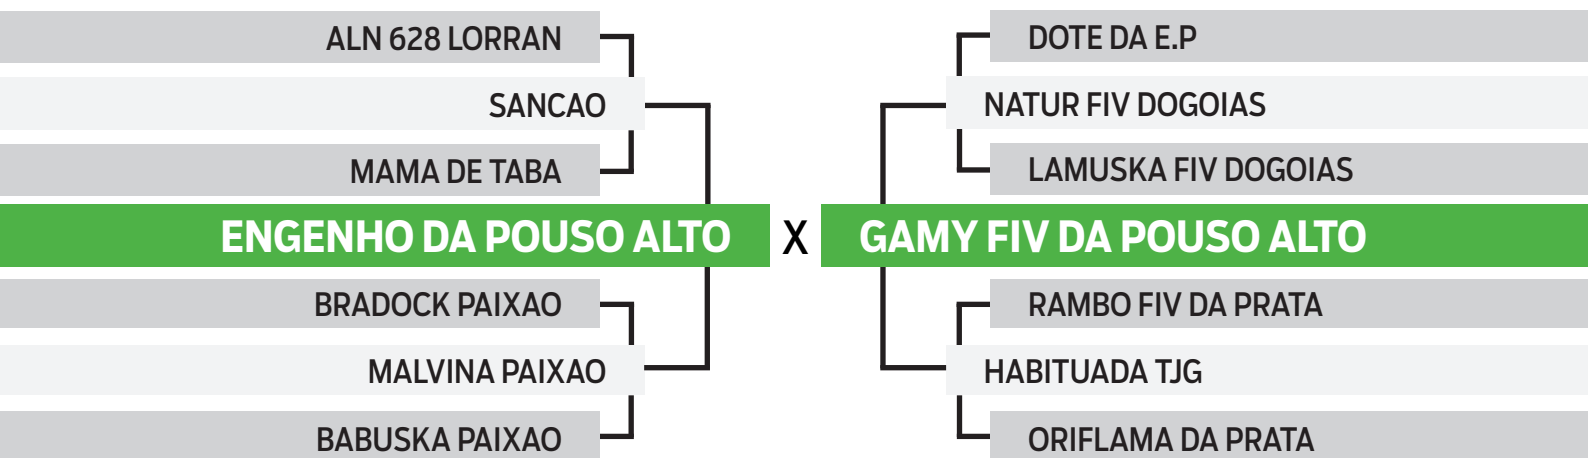 ALN 628 LORRAN
SANCAO
MAMA DE TABA
ENGENHO DA POUSO ALTO
BRADOCK PAIXAO
MALVINA PAIXAO
BABUSKA PAIXAO
X
DOTE DA E.P
NATUR FIV DOGOIAS
LAMUSKA FIV DOGOIAS
GAMY FIV DA POUSO ALTO
RAMBO FIV DA PRATA
HABITUADA TJG
ORIFLAMA DA PRATA